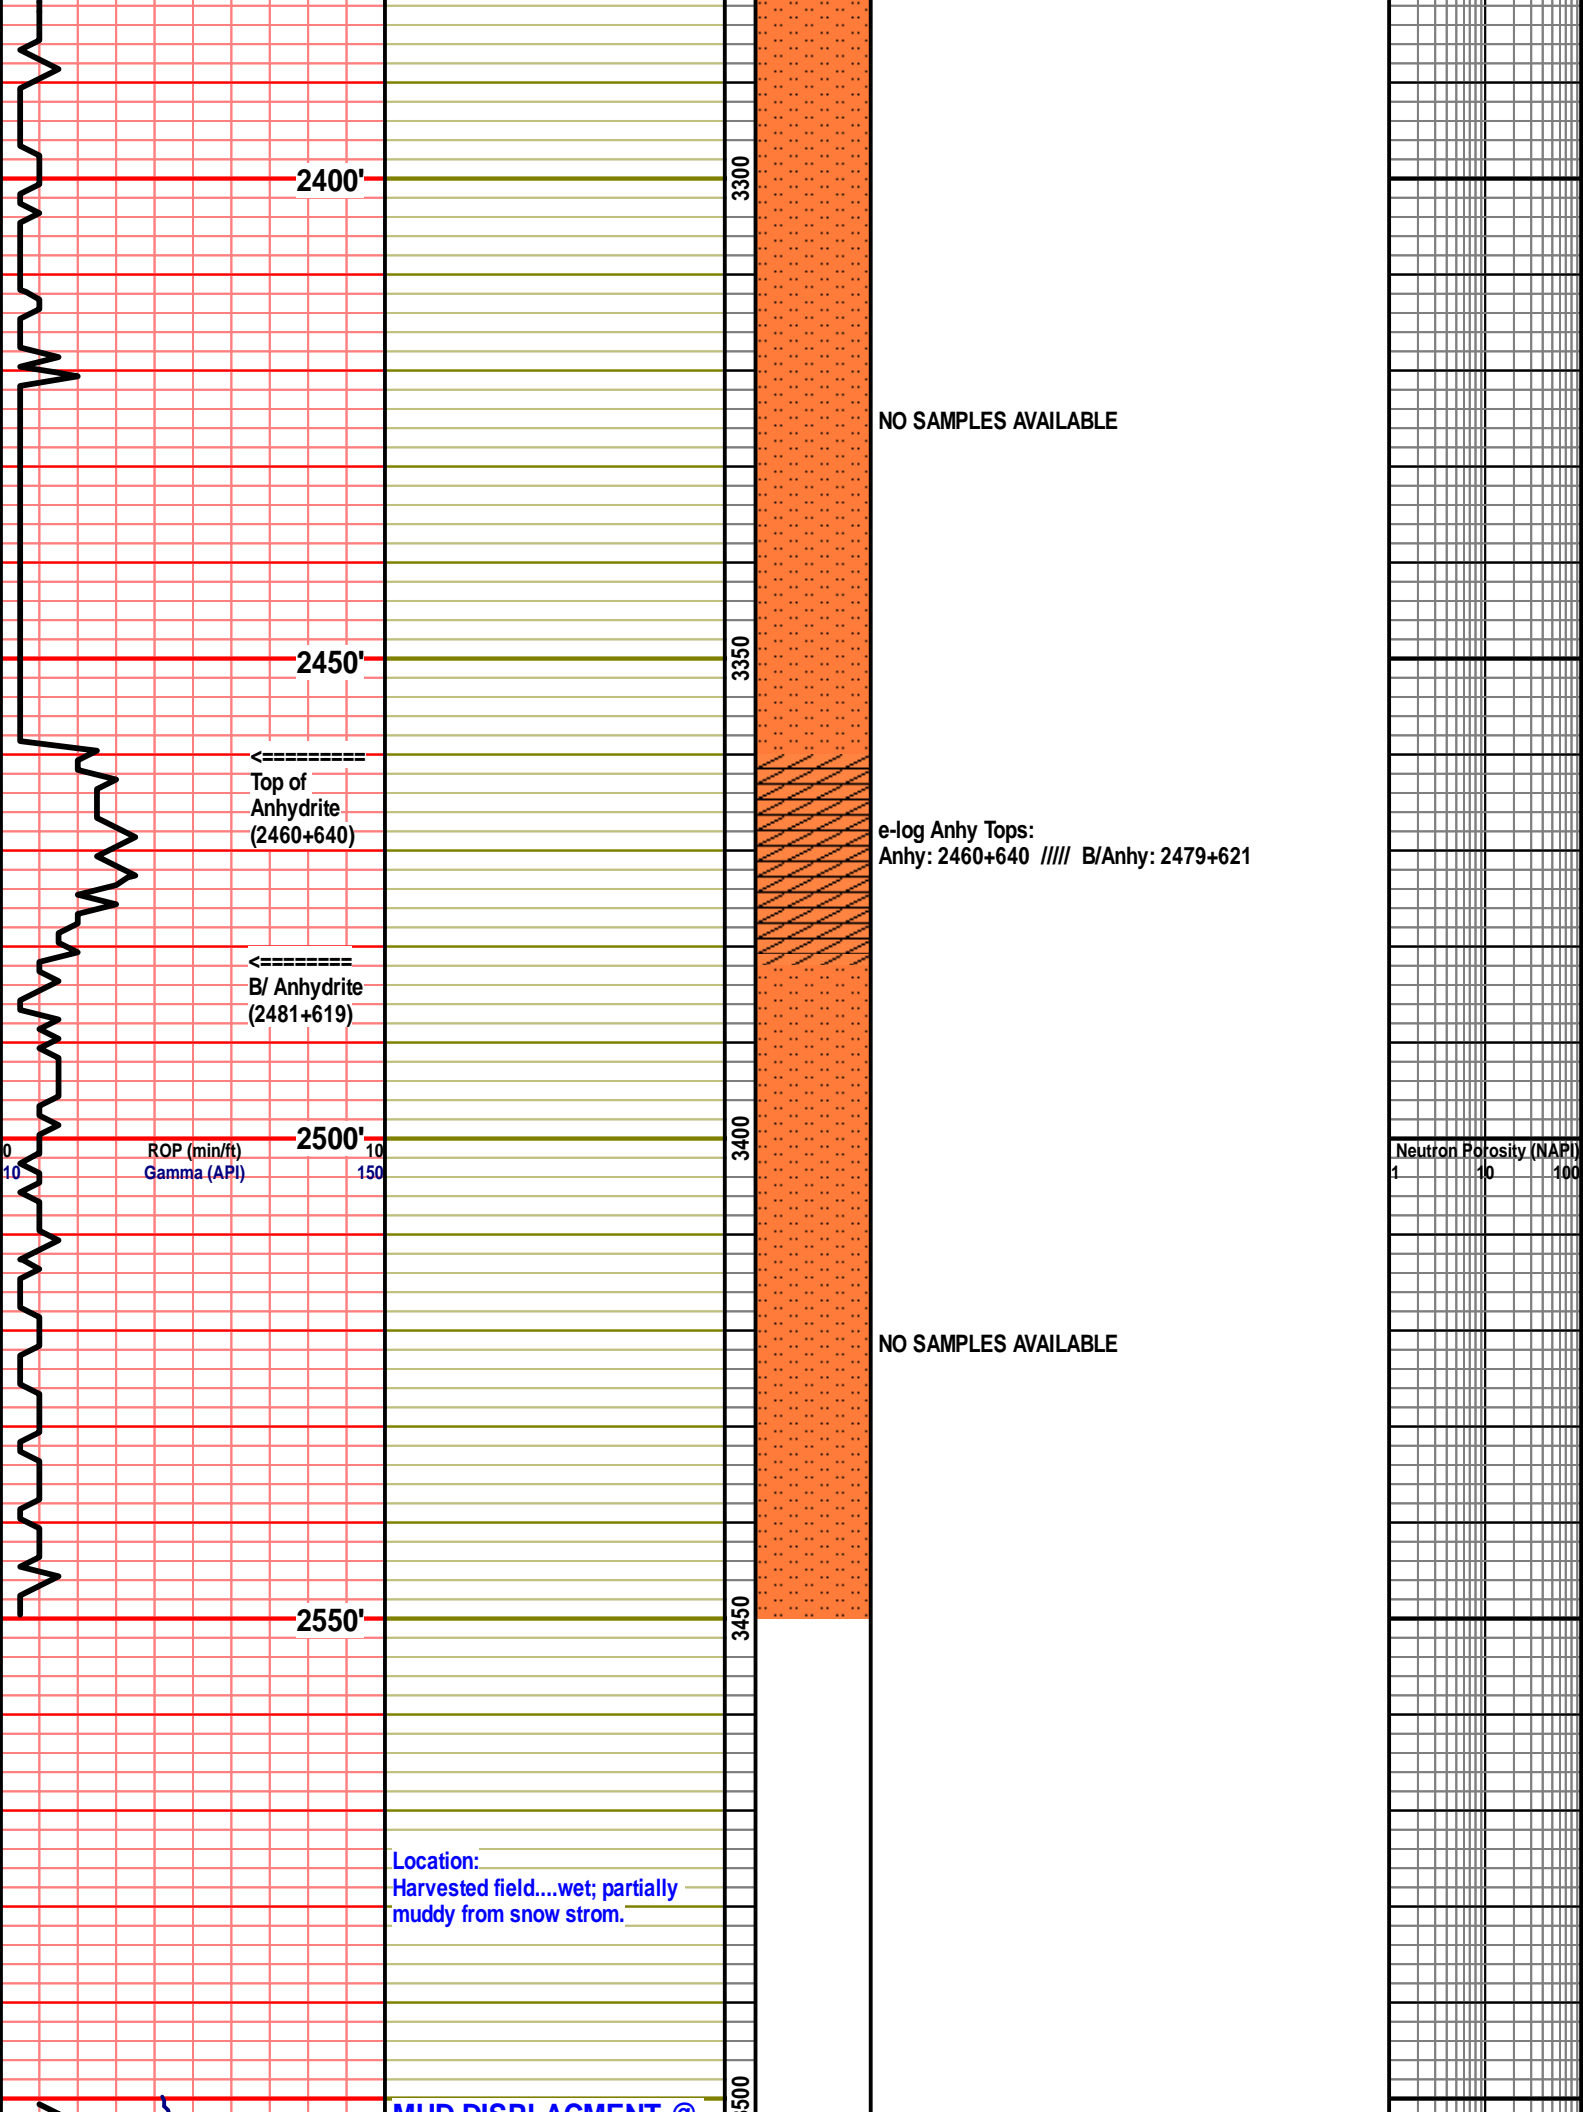 3300
2400'
NO SAMPLES AVAILABLE
3350
2450'
<=========
Top of
Anhydrite
(2460+640)
e-log Anhy Tops:
Anhy: 2460+640 ///// B/Anhy: 2479+621
<========
B/ Anhydrite
(2481+619)
3400
2500'
0 ROP (min/ft) 10
10 Gamma (API) 150
Neutron Porosity (NAPI)
1 10 100
NO SAMPLES AVAILABLE
3450
2550'
Location:
Harvested field....wet; partially
muddy from snow strom.
MUD DISPLACMENT @